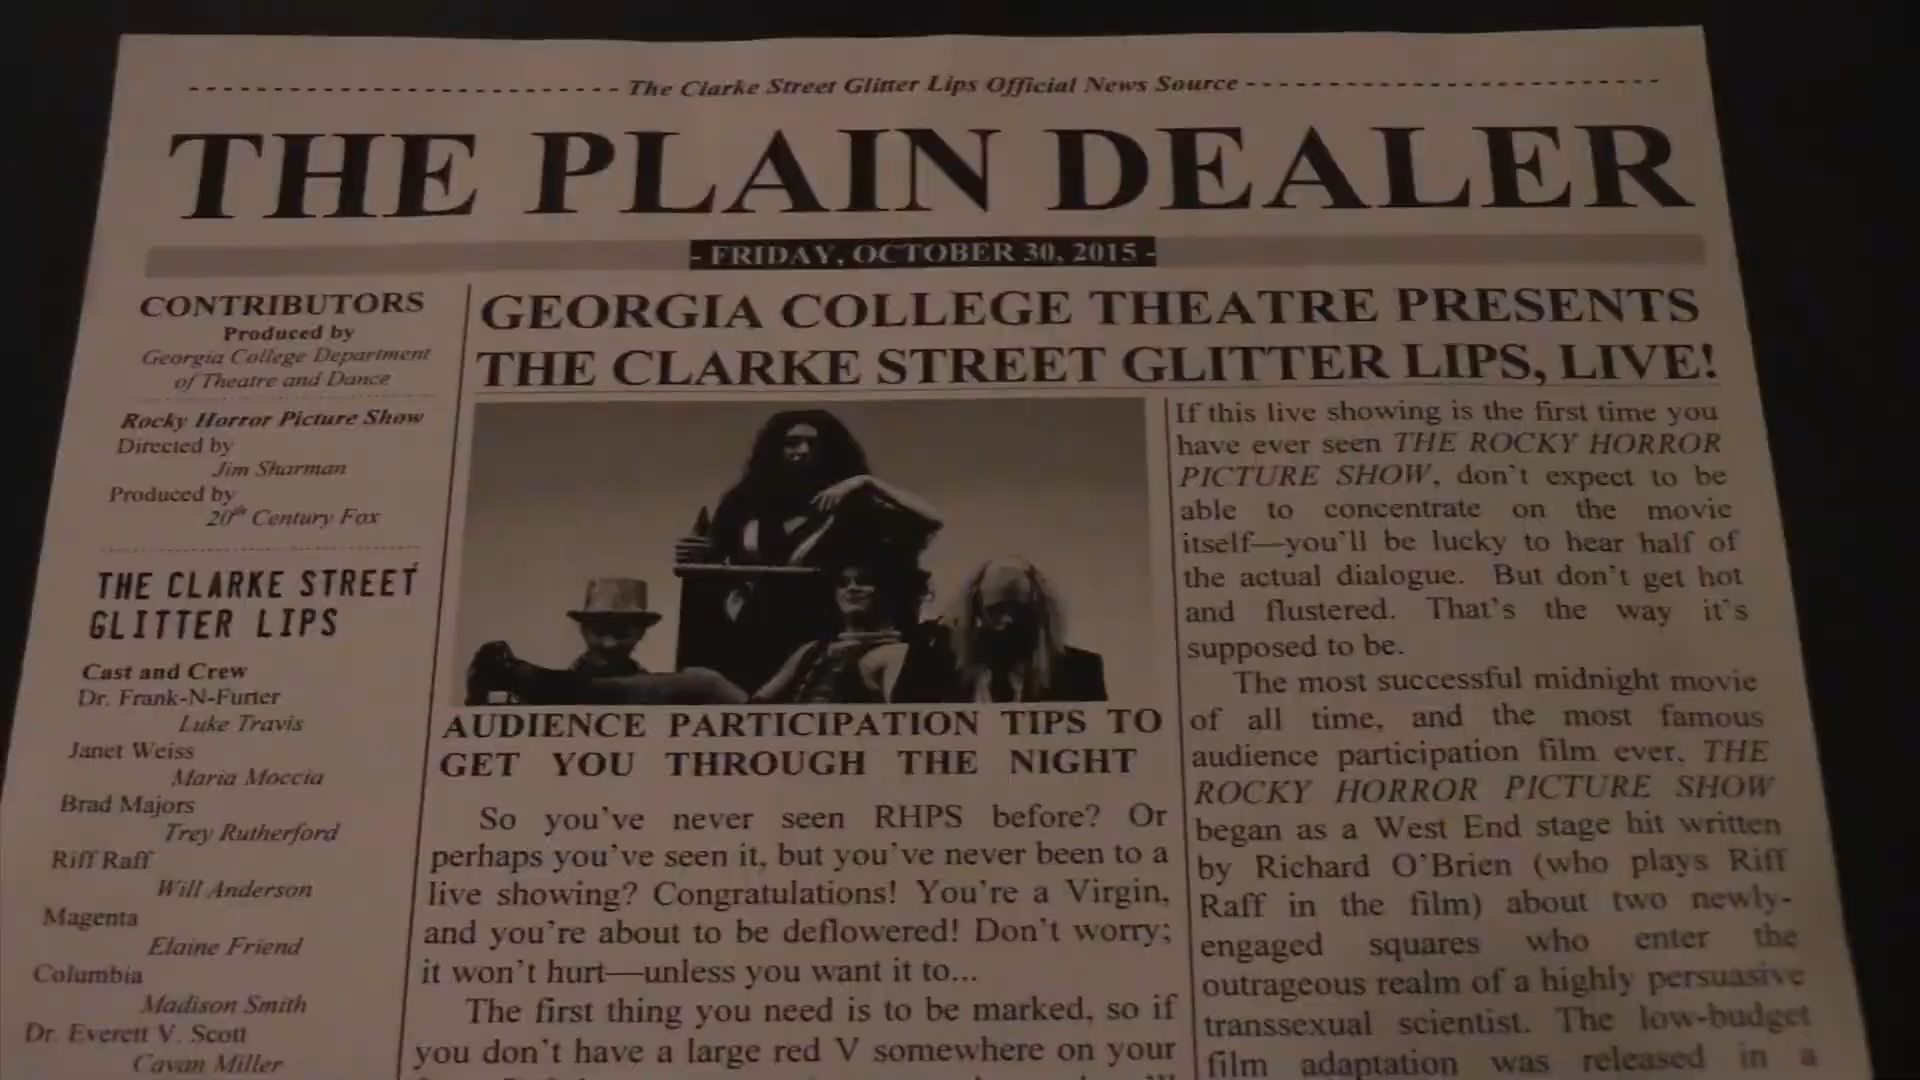 The Clarke Street Glitter Lips Official News Source
THE PLAIN DEALER
- FRIDAY, OCTOBER 30, 2015 -
CONTRIBUTORS
Produced by
Georgia College Department
of Theatre and Dance
Rocky Horror Picture Show
Directed by
Jim Sharman
Produced by
20th Century Fox
THE CLARKE STREET
GLITTER LIPS
Cast and Crew
Dr. Frank-N-Furter
Luke Travis
Janet Weiss
Maria Moccia
Brad Majors
Trey Rutherford
Riff Raff
Will Anderson
Magenta
Elaine Friend
Columbia
Madison Smith
Dr. Everett V. Scott
Cavan Miller
GEORGIA COLLEGE THEATRE PRESENTS
THE CLARKE STREET GLITTER LIPS, LIVE!
AUDIENCE PARTICIPATION TIPS TO
GET YOU THROUGH THE NIGHT
So you've never seen RHPS before? Or
perhaps you've seen it, but you've never been to a
live showing? Congratulations! You're a Virgin,
and you're about to be deflowered! Don't worry;
it won't hurt—unless you want it to...
The first thing you need is to be marked, so if
you don't have a large red V somewhere on your
If this live showing is the first time you
have ever seen THE ROCKY HORROR
PICTURE SHOW, don't expect to be
able to concentrate on the movie
itself—you'll be lucky to hear half of
the actual dialogue. But don't get hot
and flustered. That's the way it's
supposed to be.
The most successful midnight movie
of all time, and the most famous
audience participation film ever, THE
ROCKY HORROR PICTURE SHOW
began as a West End stage hit written
by Richard O'Brien (who plays Riff
Raff in the film) about two newly-
engaged squares who enter the
outrageous realm of a highly persuasive
transsexual scientist. The low-budget
film adaptation was released in a